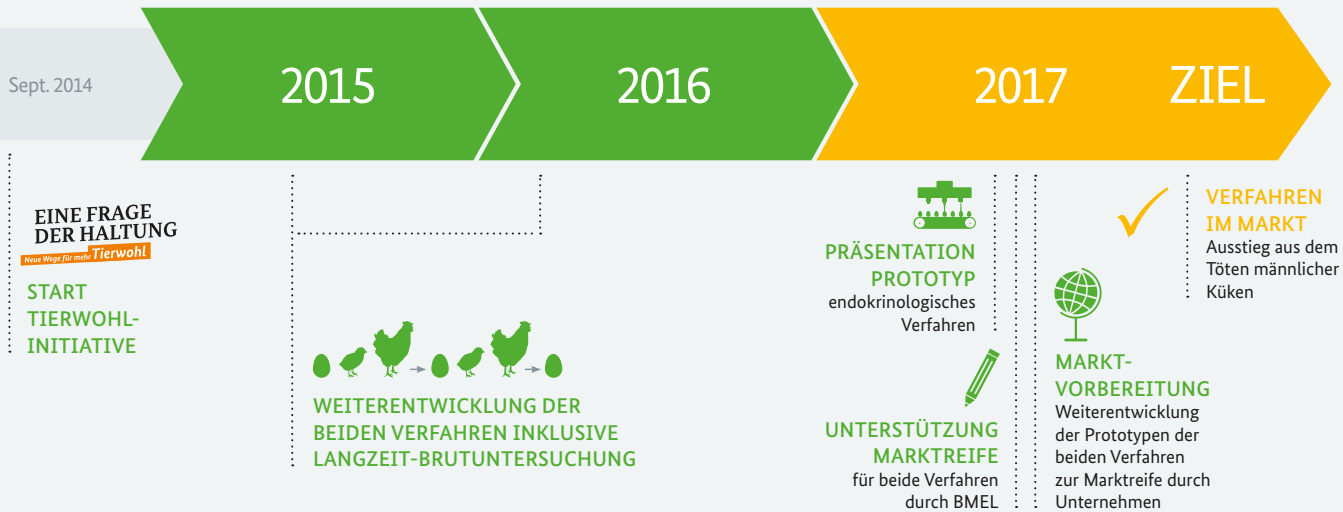 Sept. 2014
2015
2016
2017
ZIEL
EINE FRAGE
DER HALTUNG
Neue Wege für mehr Tierwohl
START
TIERWOHL-
INITIATIVE
WEITERENTWICKLUNG DER
BEIDEN VERFAHREN INKLUSIVE
LANGZEIT-BRUTUNTERSUCHUNG
PRÄSENTATION
PROTOTYP
endokrinologisches
Verfahren
UNTERSTÜTZUNG
MARKTREIFE
für beide Verfahren
durch BMEL
MARKT-
VORBEREITUNG
Weiterentwicklung
der Prototypen der
beiden Verfahren
zur Marktreife durch
Unternehmen
VERFAHREN
IM MARKT
Ausstieg aus dem
Töten männlicher
Küken